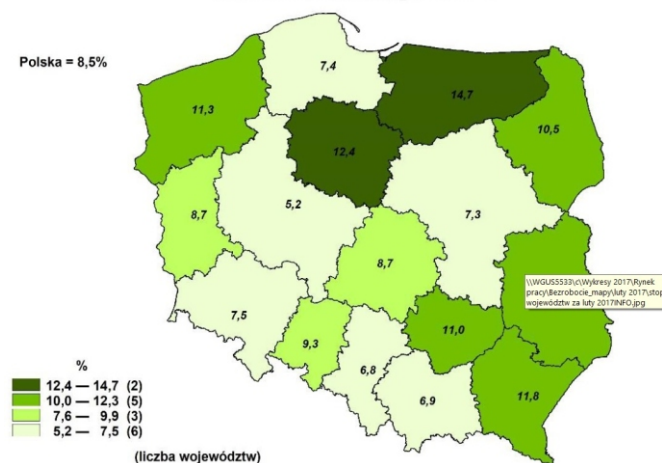 Polska = 8,5%
7,4
14,7
11,3
10,5
12,4
5,2
7,3
8,7
8,7
\\WGUS5533\c\Wykresy 2017\Rynek
pracy\Bezrobocie_mapy\luty 2017\stop
województw za luty 2017INFO.jpg
7,5
11,0
9,3
6,8
6,9
11,8
%
12,4 — 14,7 (2)
10,0 — 12,3 (5)
7,6 — 9,9 (3)
5,2 — 7,5 (6)
(liczba województw)